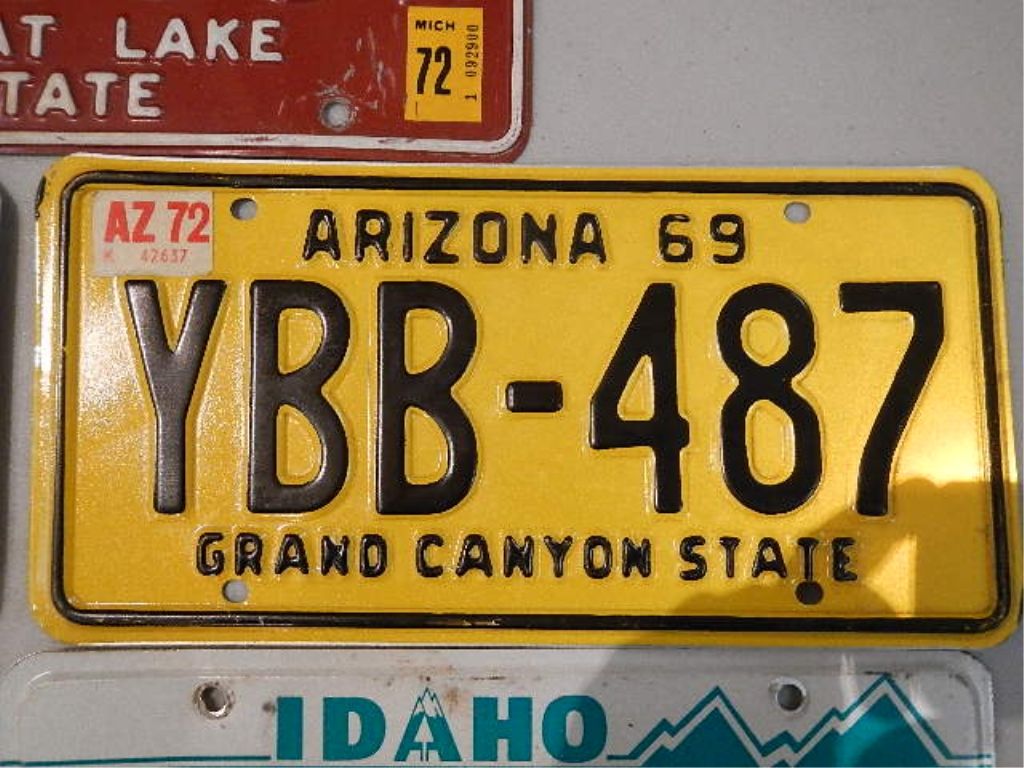 AT LAKE
TATE
MICH
72
1 092900
AZ 72
K 42637
ARIZONA 69
YBB-487
GRAND CANYON STATE
IDAHO